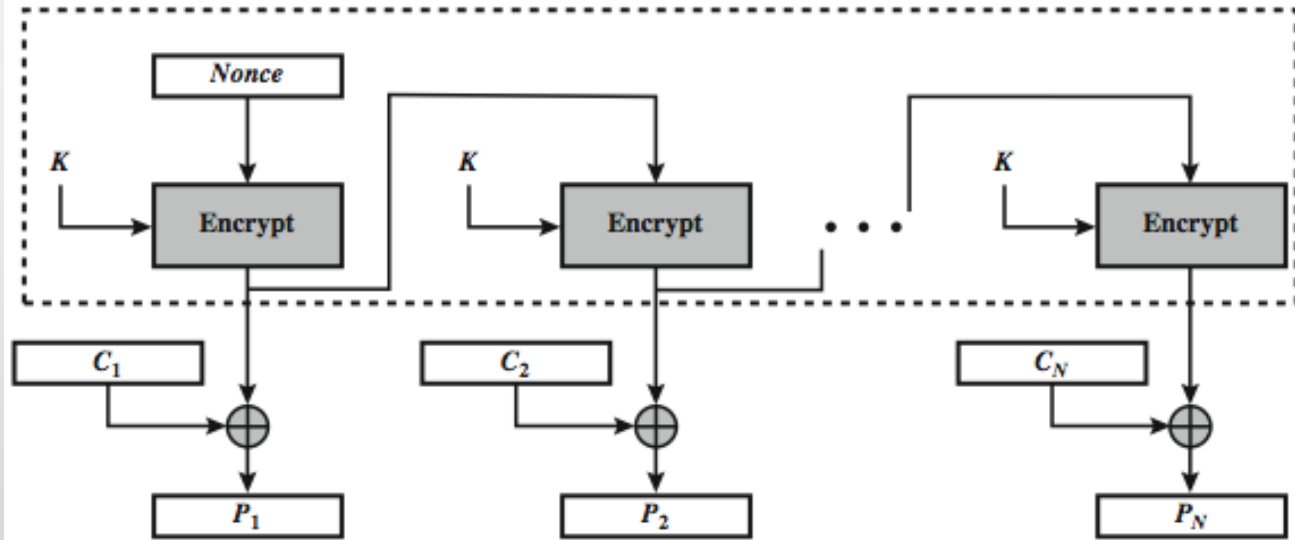 Nonce
K
K
K
Encrypt
Encrypt
• • •
Encrypt
C1
C2
CN
P1
P2
PN